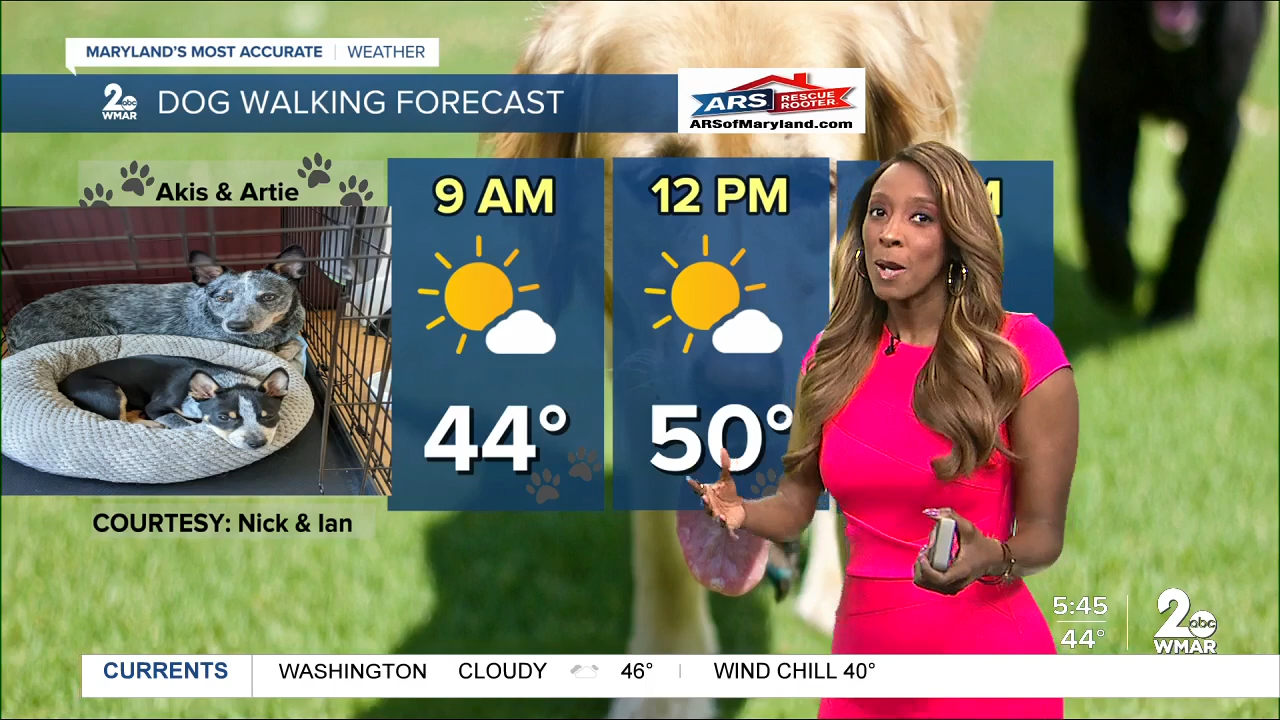 MARYLAND'S MOST ACCURATE | WEATHER
2 abc WMAR
DOG WALKING FORECAST
ARS RESCUE ROOTER
ARSofMaryland.com
Akis & Artie
9 AM
12 PM
M
44°
50°
COURTESY: Nick & Ian
5:45
44°
2 abc WMAR
CURRENTS
WASHINGTON CLOUDY 46° | WIND CHILL 40°